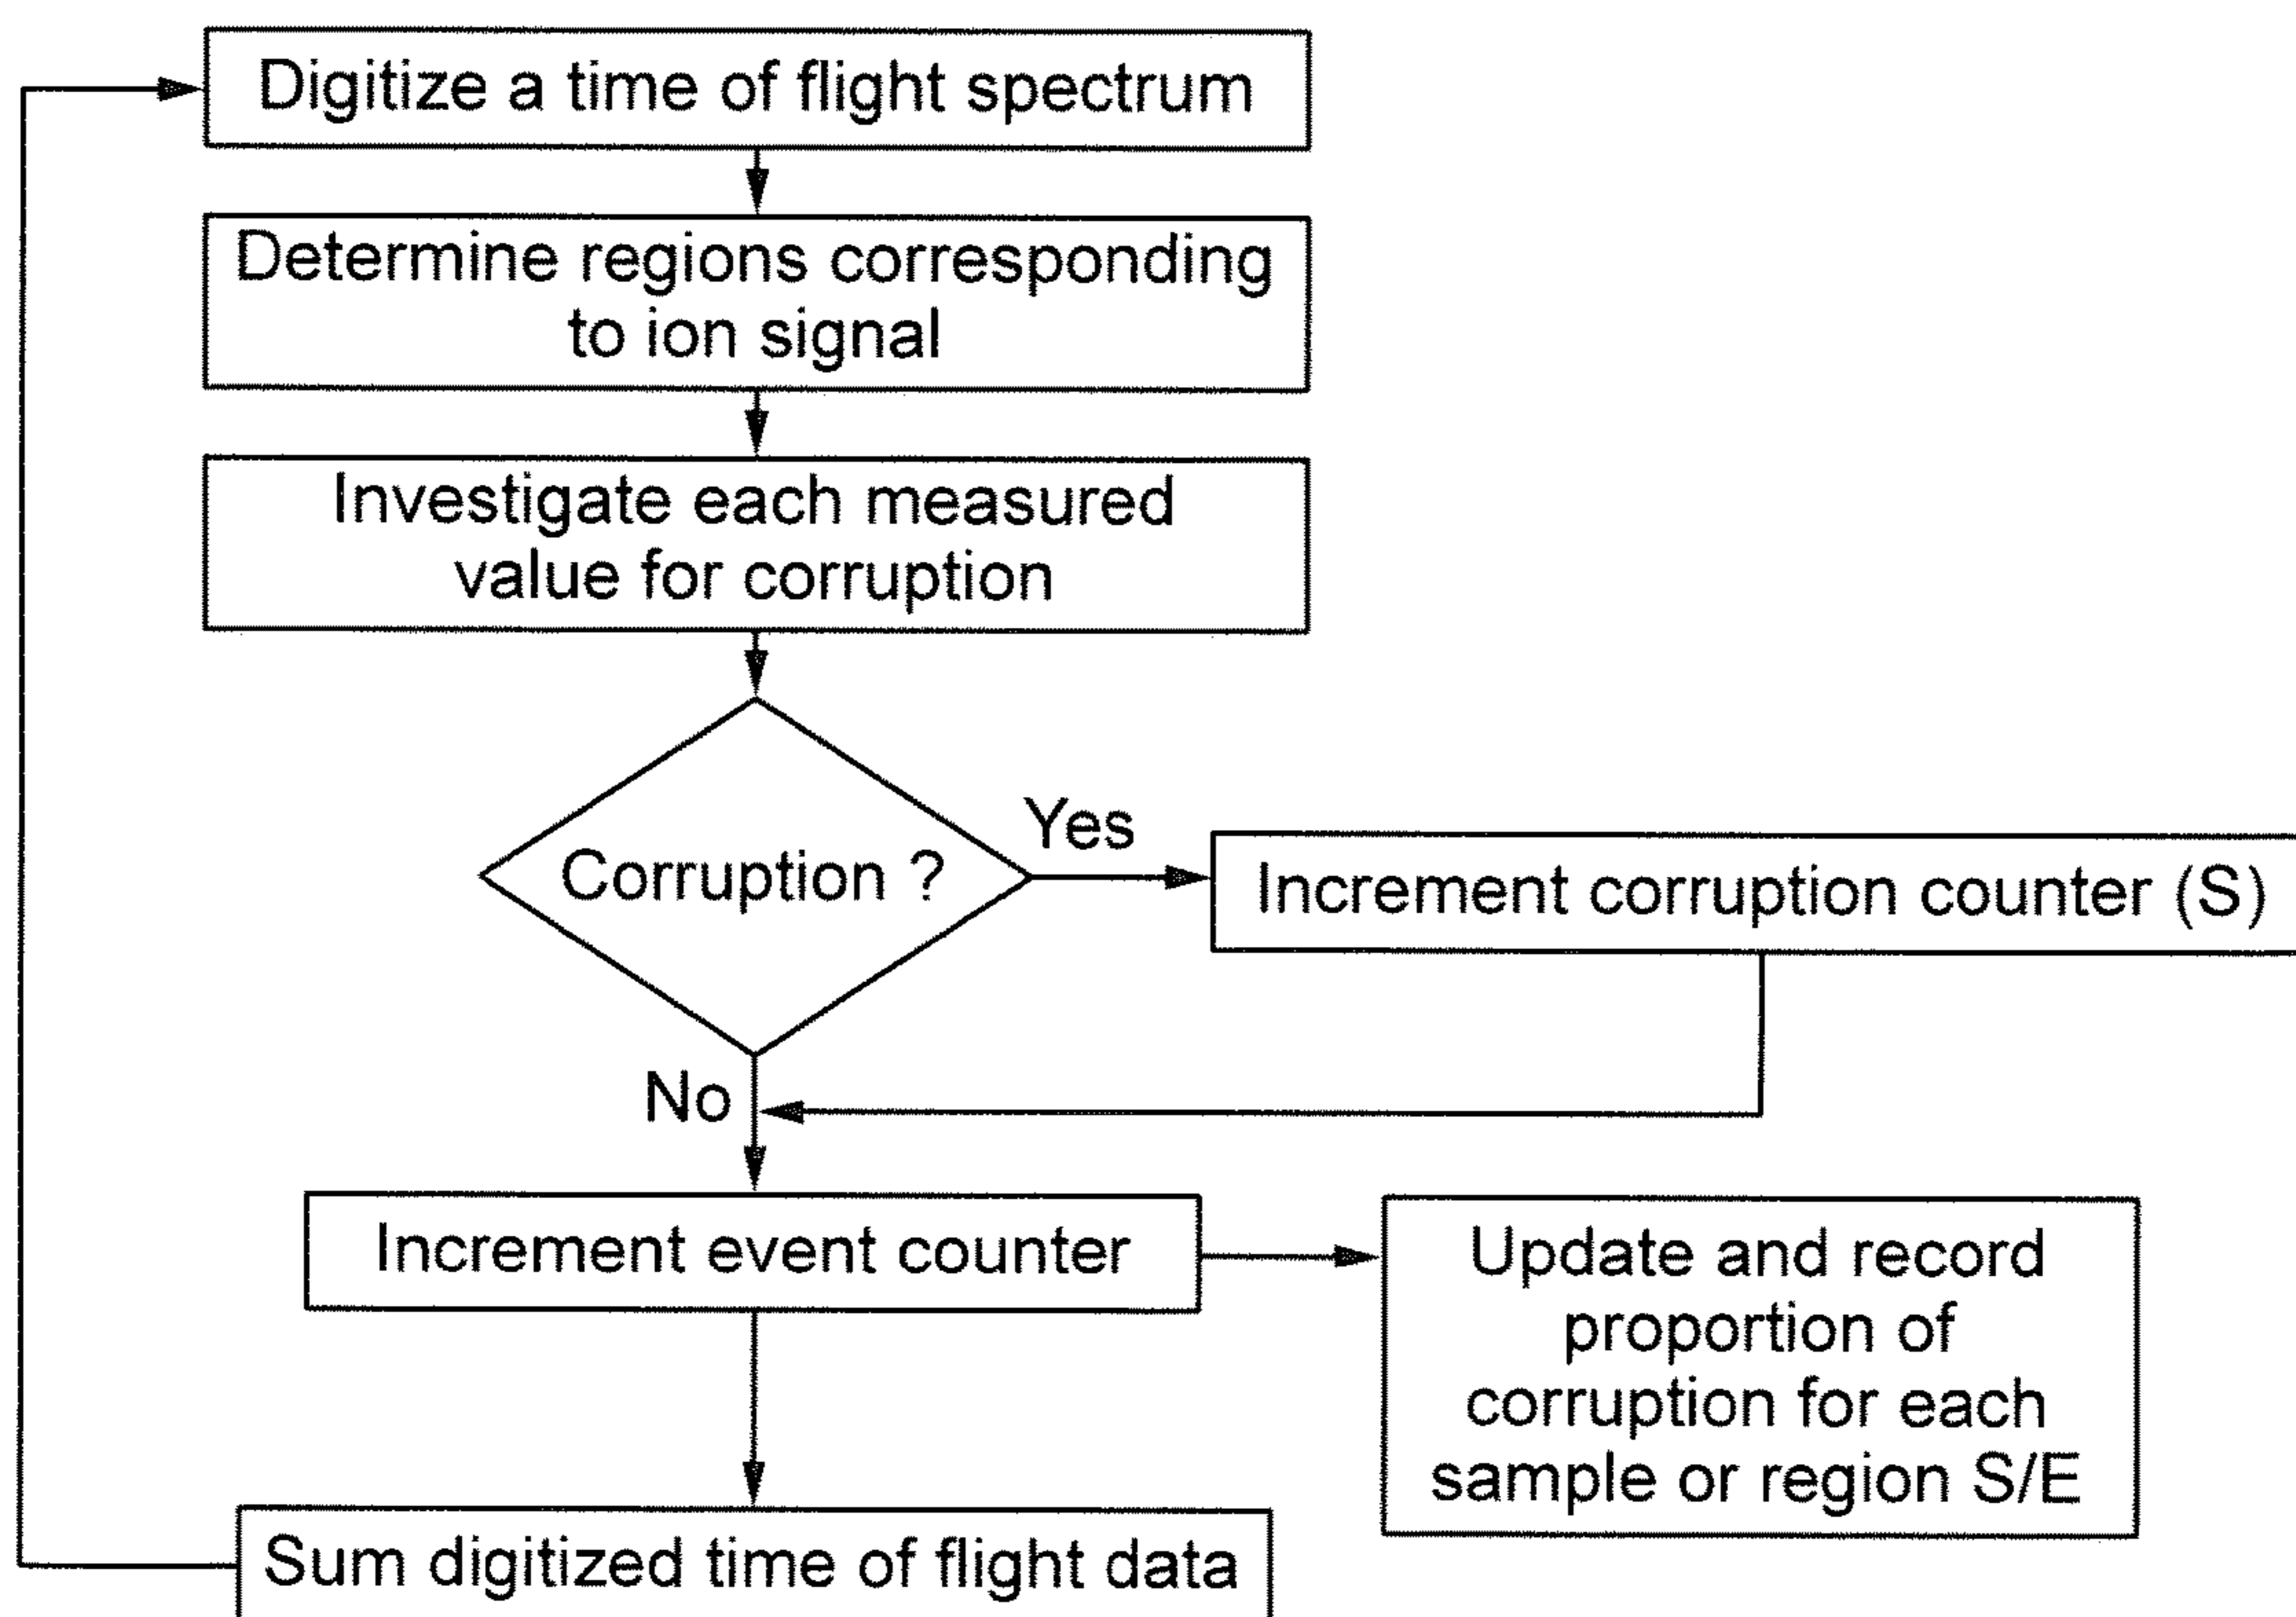 Digitize a time of flight spectrum
Determine regions corresponding
to ion signal
Investigate each measured
value for corruption
Corruption ?
Yes
Increment corruption counter (S)
No
Increment event counter
Update and record
proportion of
corruption for each
sample or region S/E
Sum digitized time of flight data